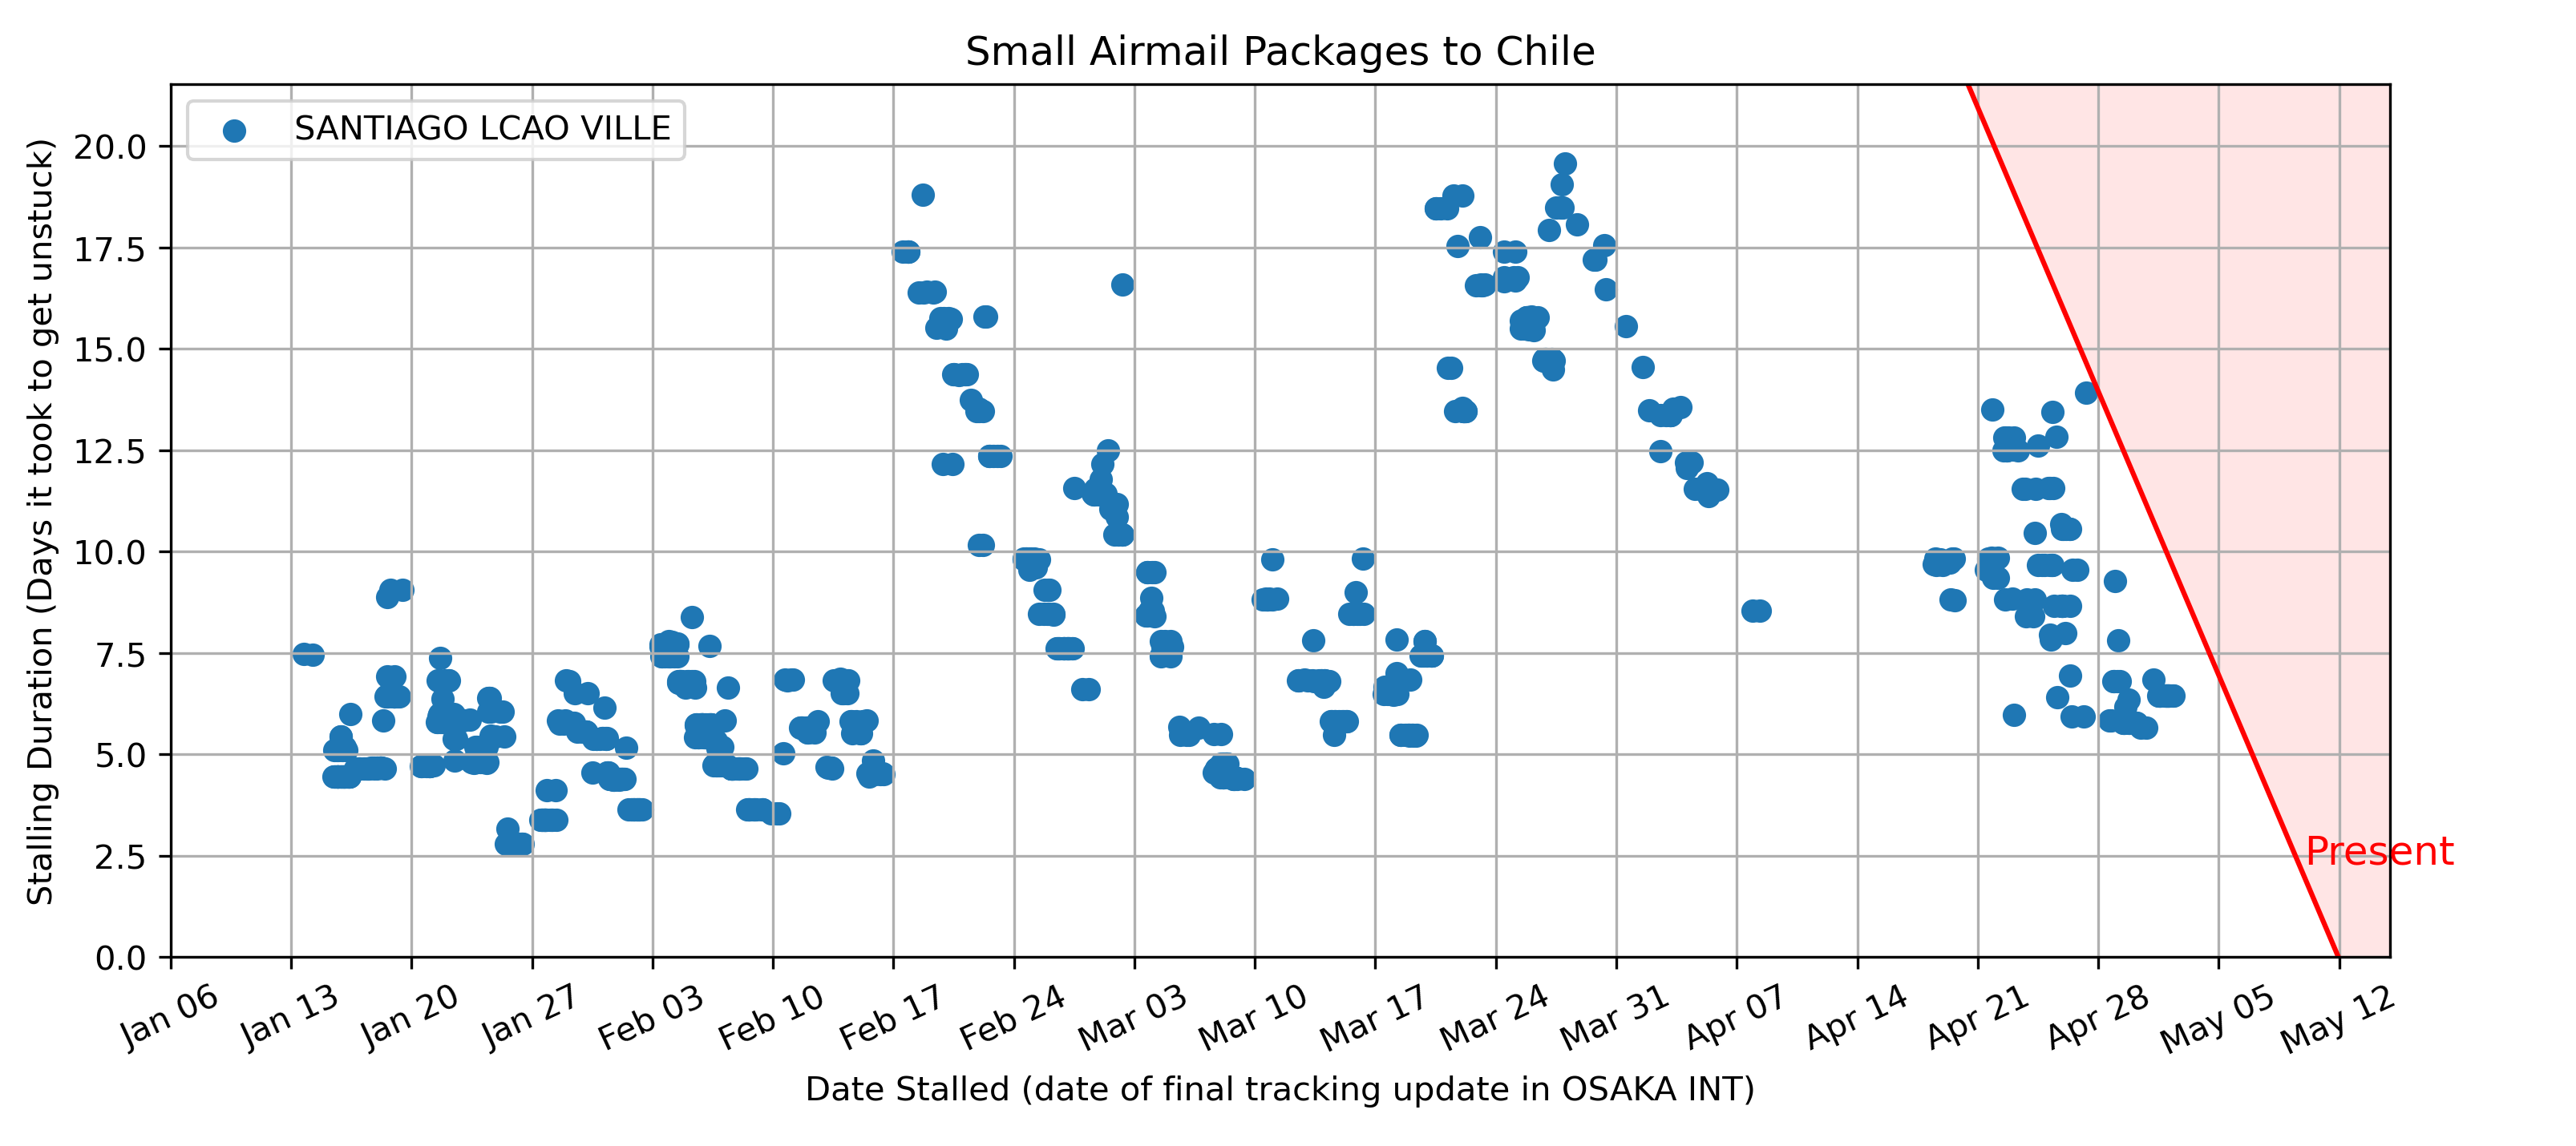 Small Airmail Packages to Chile
SANTIAGO LCAO VILLE
Stalling Duration (Days it took to get unstuck)
20.0
17.5
15.0
12.5
10.0
7.5
5.0
2.5
0.0
Present
Jan 06
Jan 13
Jan 20
Jan 27
Feb 03
Feb 10
Feb 17
Feb 24
Mar 03
Mar 10
Mar 17
Mar 24
Mar 31
Apr 07
Apr 14
Apr 21
Apr 28
May 05
May 12
Date Stalled (date of final tracking update in OSAKA INT)